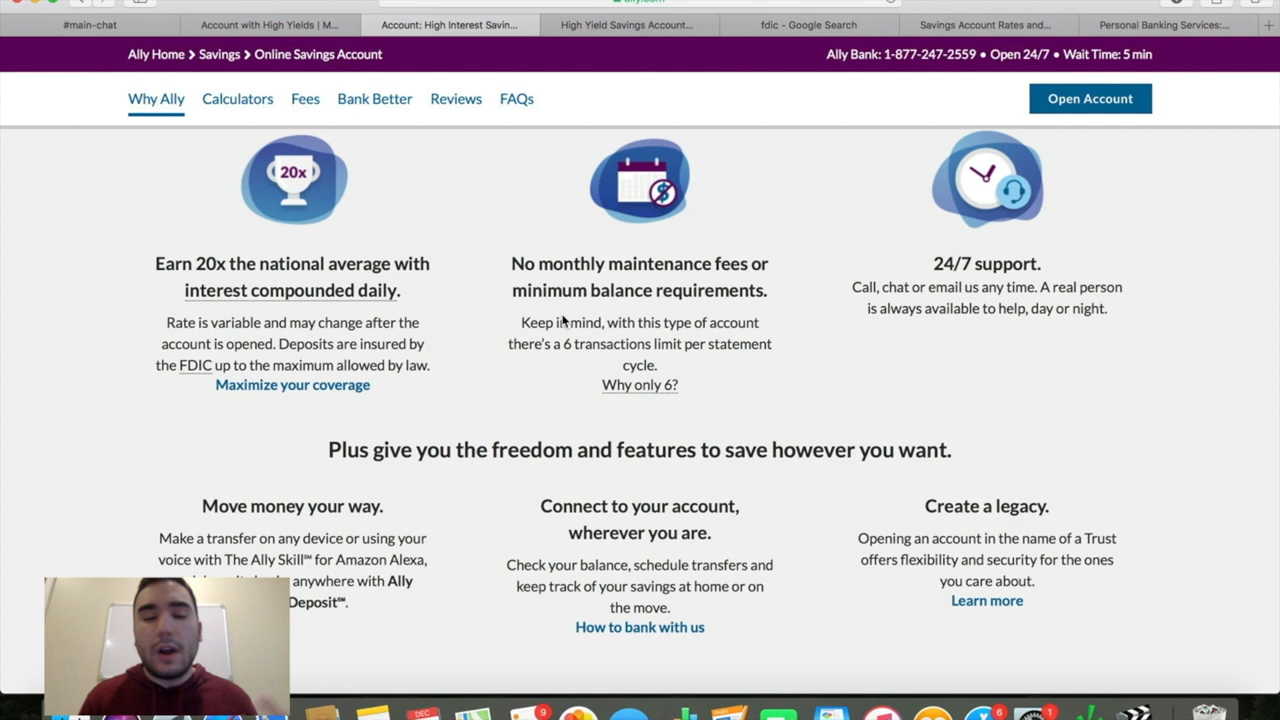 ally.com
#main-chat
Account with High Yields | M...
Account: High Interest Savin...
High Yield Savings Account...
fdic - Google Search
Savings Account Rates and...
Personal Banking Services:...
Ally Home > Savings > Online Savings Account
Ally Bank: 1-877-247-2559 • Open 24/7 • Wait Time: 5 min
Why Ally
Calculators
Fees
Bank Better
Reviews
FAQs
Open Account
20x
$
Earn 20x the national average with
interest compounded daily.
Rate is variable and may change after the
account is opened. Deposits are insured by
the FDIC up to the maximum allowed by law.
Maximize your coverage
No monthly maintenance fees or
minimum balance requirements.
Keep in mind, with this type of account
there's a 6 transactions limit per statement
cycle.
Why only 6?
24/7 support.
Call, chat or email us any time. A real person
is always available to help, day or night.
Plus give you the freedom and features to save however you want.
Move money your way.
Make a transfer on any device or using your
voice with The Ally Skill℠ for Amazon Alexa,
anywhere with Ally
Deposit℠.
Connect to your account,
wherever you are.
Check your balance, schedule transfers and
keep track of your savings at home or on
the move.
How to bank with us
Create a legacy.
Opening an account in the name of a Trust
offers flexibility and security for the ones
you care about.
Learn more
DEC
9
6
1